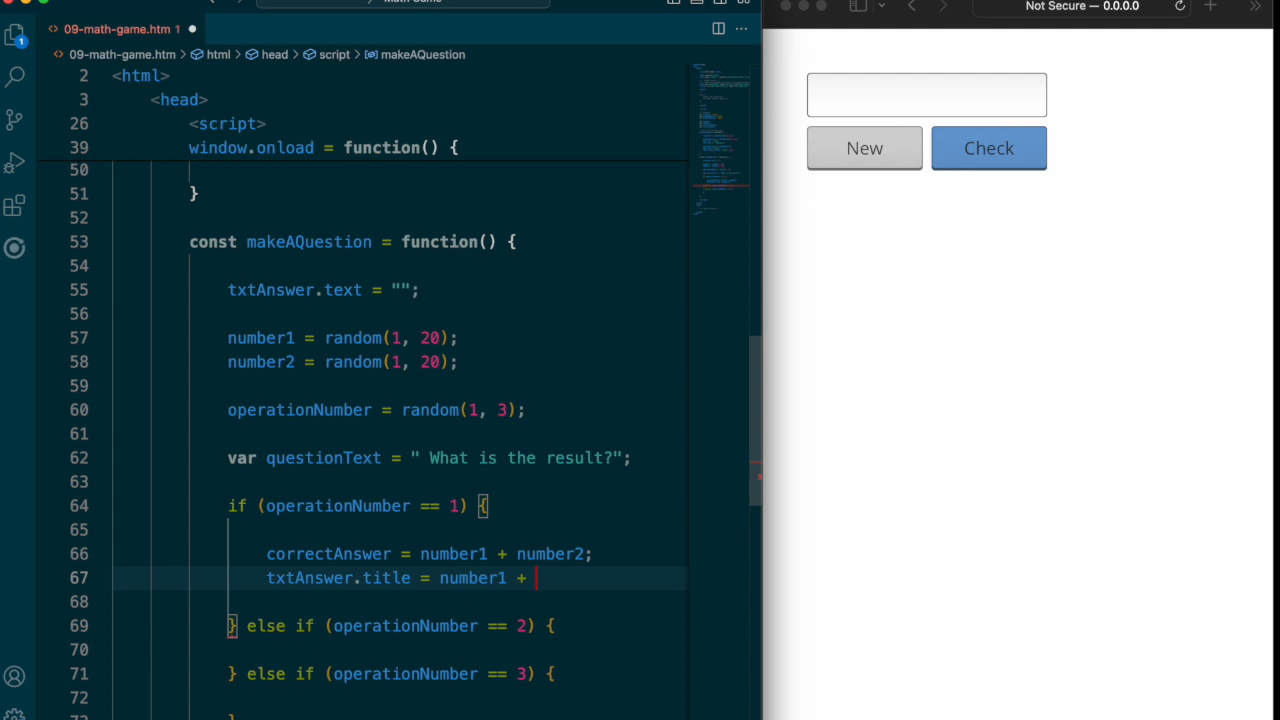 Math Game
09-math-game.htm 1
09-math-game.htm > html > head > script > makeAQuestion
2 <html>
3 <head>
26 <script>
39 window.onload = function() {
50
51 }
52
53 const makeAQuestion = function() {
54
55 txtAnswer.text = "";
56
57 number1 = random(1, 20);
58 number2 = random(1, 20);
59
60 operationNumber = random(1, 3);
61
62 var questionText = " What is the result?";
63
64 if (operationNumber == 1) {
65
66 correctAnswer = number1 + number2;
67 txtAnswer.title = number1 +
68
69 } else if (operationNumber == 2) {
70
71 } else if (operationNumber == 3) {
72
73 }
1
Not Secure — 0.0.0.0
New
Check